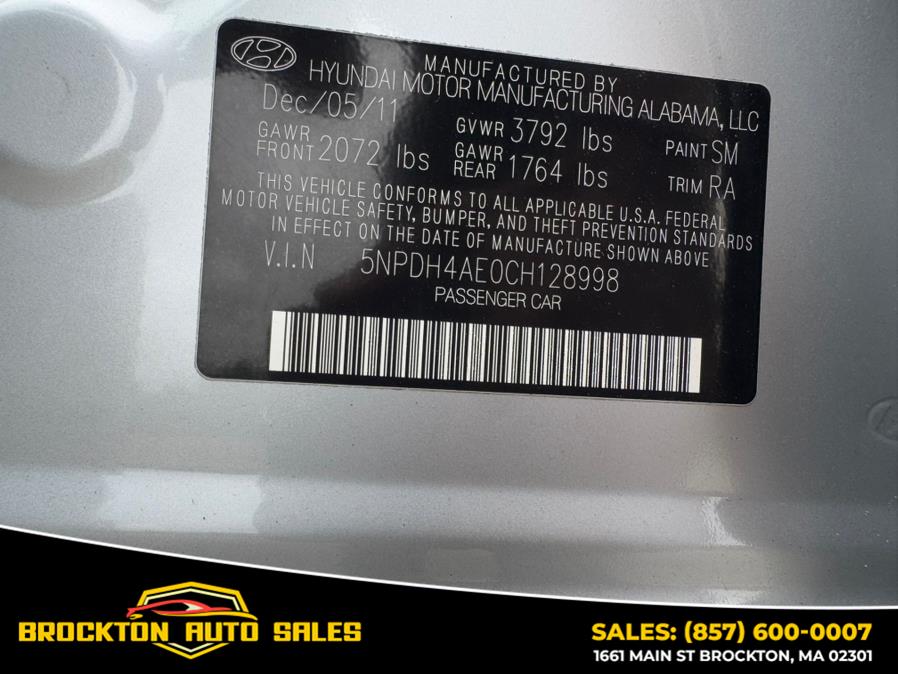 MANUFACTURED BY
HYUNDAI MOTOR MANUFACTURING ALABAMA, LLC
Dec/05/11
GVWR 3792 lbs
PAINT SM
GAWR FRONT 2072 lbs
GAWR REAR 1764 lbs
TRIM RA
THIS VEHICLE CONFORMS TO ALL APPLICABLE U.S.A. FEDERAL
MOTOR VEHICLE SAFETY, BUMPER, AND THEFT PREVENTION STANDARDS
IN EFFECT ON THE DATE OF MANUFACTURE SHOWN ABOVE
V.I.N 5NPDH4AE0CH128998
PASSENGER CAR
BROCKTON AUTO SALES
SALES: (857) 600-0007
1661 MAIN ST BROCKTON, MA 02301